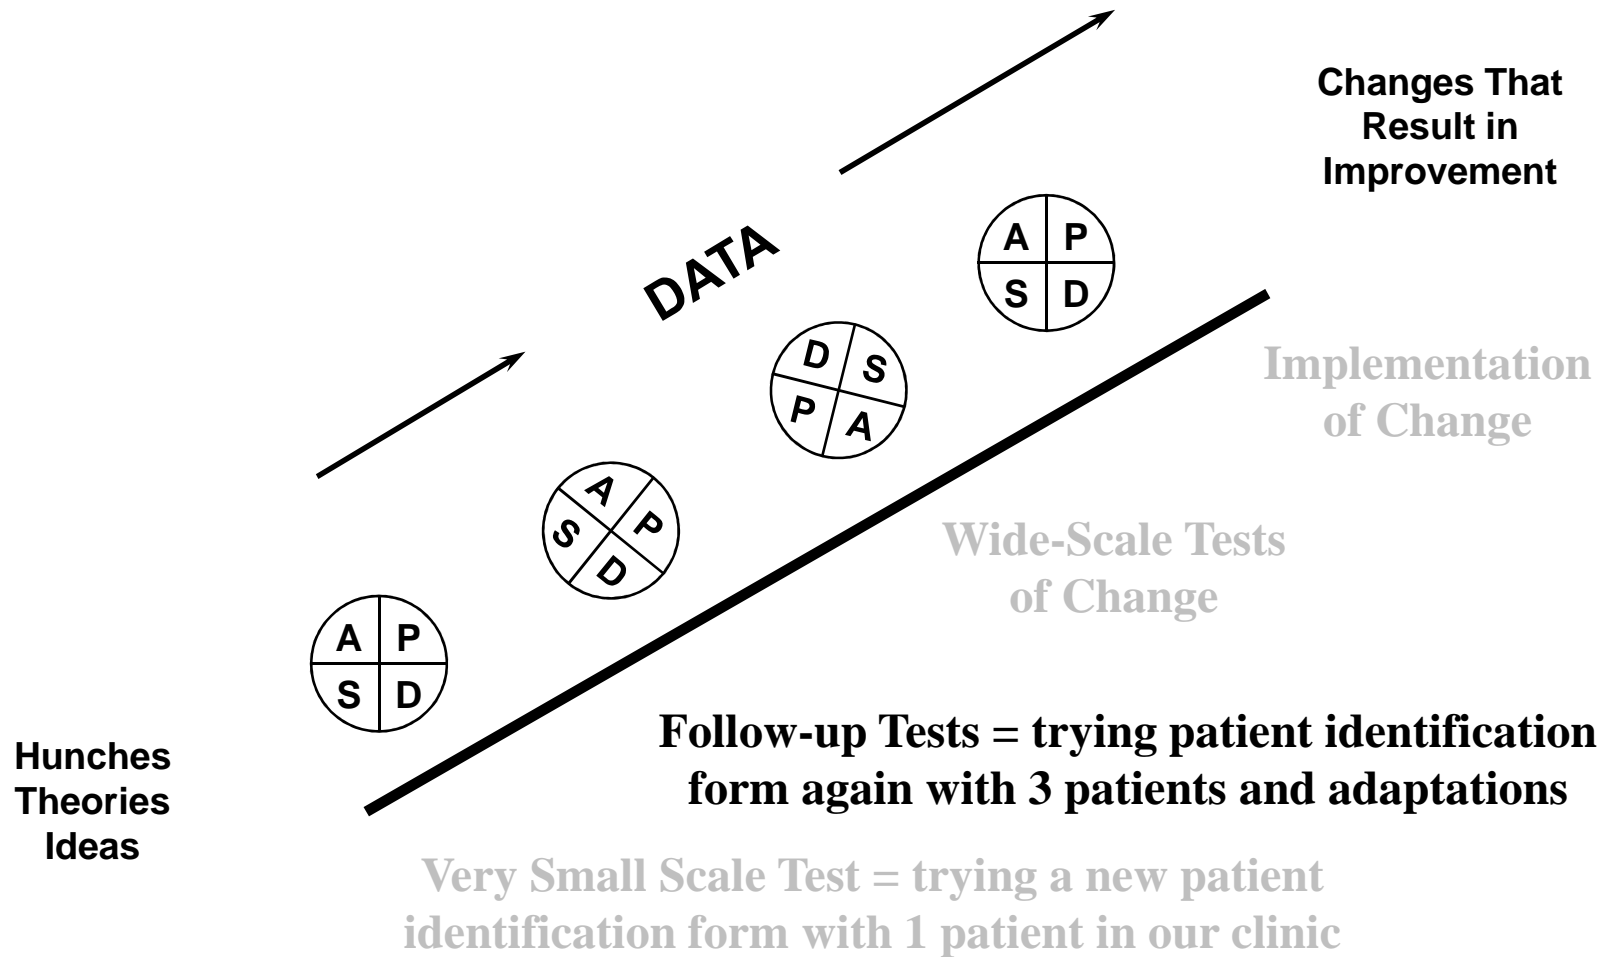 Changes That
Result in
Improvement
DATA
A P
S D
D S
P A
A P
S D
A P
S D
Implementation
of Change
Wide-Scale Tests
of Change
Follow-up Tests = trying patient identification
form again with 3 patients and adaptations
Hunches
Theories
Ideas
Very Small Scale Test = trying a new patient
identification form with 1 patient in our clinic